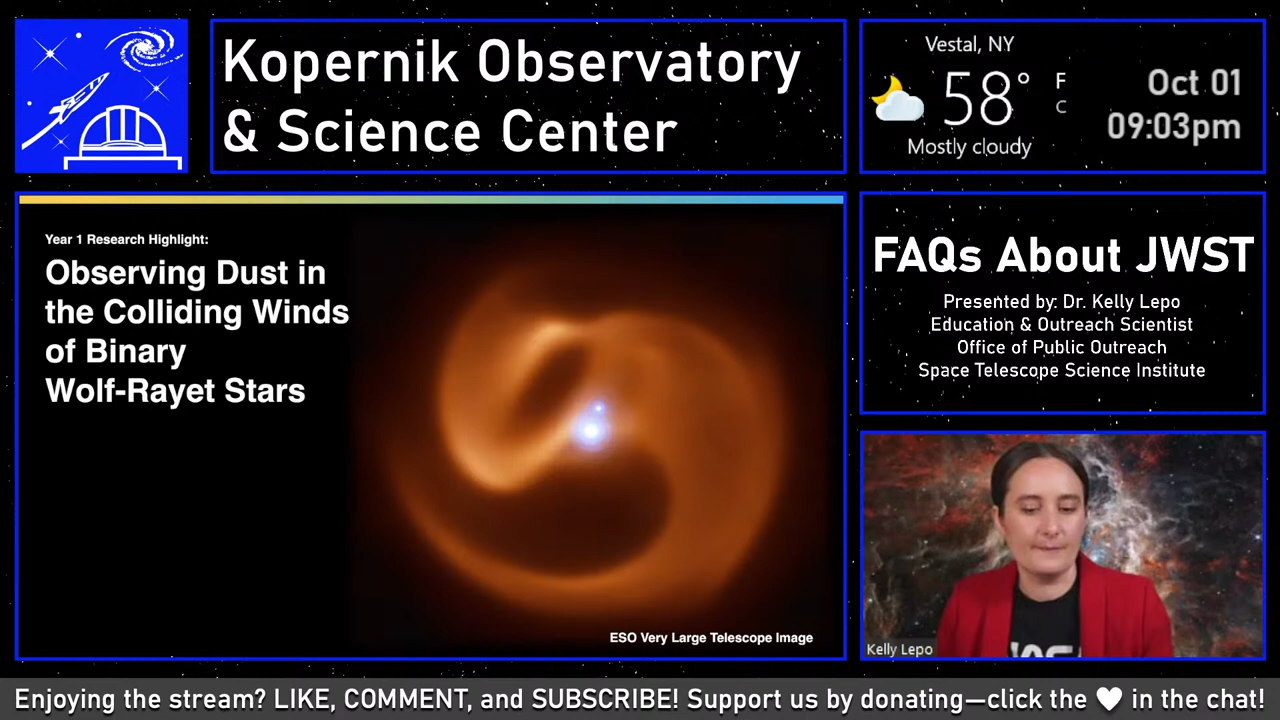 Kopernik Observatory
& Science Center
Vestal, NY
58° F
C
Mostly cloudy
Oct 01
09:03pm
Year 1 Research Highlight:
Observing Dust in
the Colliding Winds
of Binary
Wolf-Rayet Stars
ESO Very Large Telescope Image
FAQs About JWST
Presented by: Dr. Kelly Lepo
Education & Outreach Scientist
Office of Public Outreach
Space Telescope Science Institute
Kelly Lepo
Enjoying the stream? LIKE, COMMENT, and SUBSCRIBE! Support us by donating—click the ♥ in the chat!